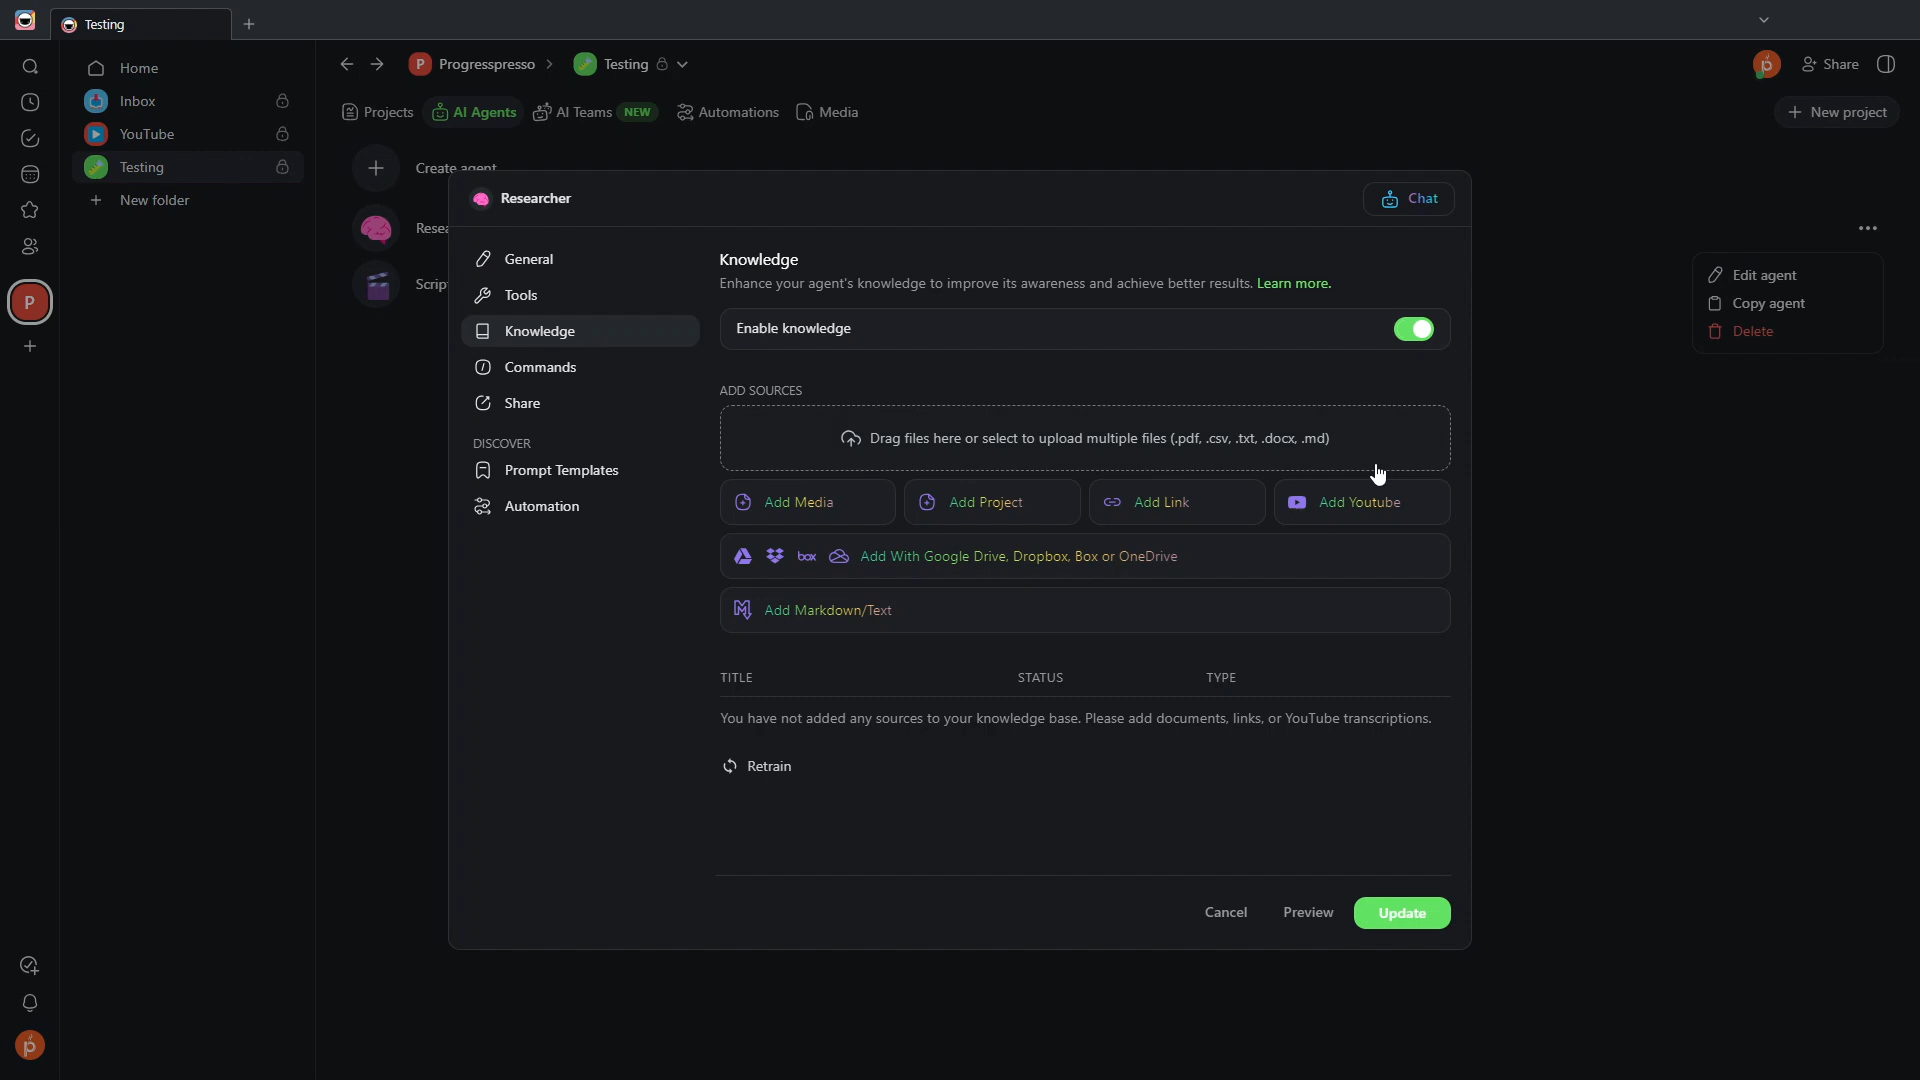 Testing
Home
Inbox
YouTube
Testing
New folder
P
Progresspresso
Testing
Share
Projects
AI Agents
AI Teams NEW
Automations
Media
New project
Create agent
Resea
Scrip
Researcher
Chat
General
Tools
Knowledge
Commands
Share
DISCOVER
Prompt Templates
Automation
Knowledge
Enhance your agent's knowledge to improve its awareness and achieve better results. Learn more.
Enable knowledge
ADD SOURCES
Drag files here or select to upload multiple files (.pdf, .csv, .txt, .docx, .md)
Add Media
Add Project
Add Link
Add Youtube
box
Add With Google Drive, Dropbox, Box or OneDrive
Add Markdown/Text
TITLE STATUS TYPE
You have not added any sources to your knowledge base. Please add documents, links, or YouTube transcriptions.
Retrain
Cancel
Preview
Update
Edit agent
Copy agent
Delete
P